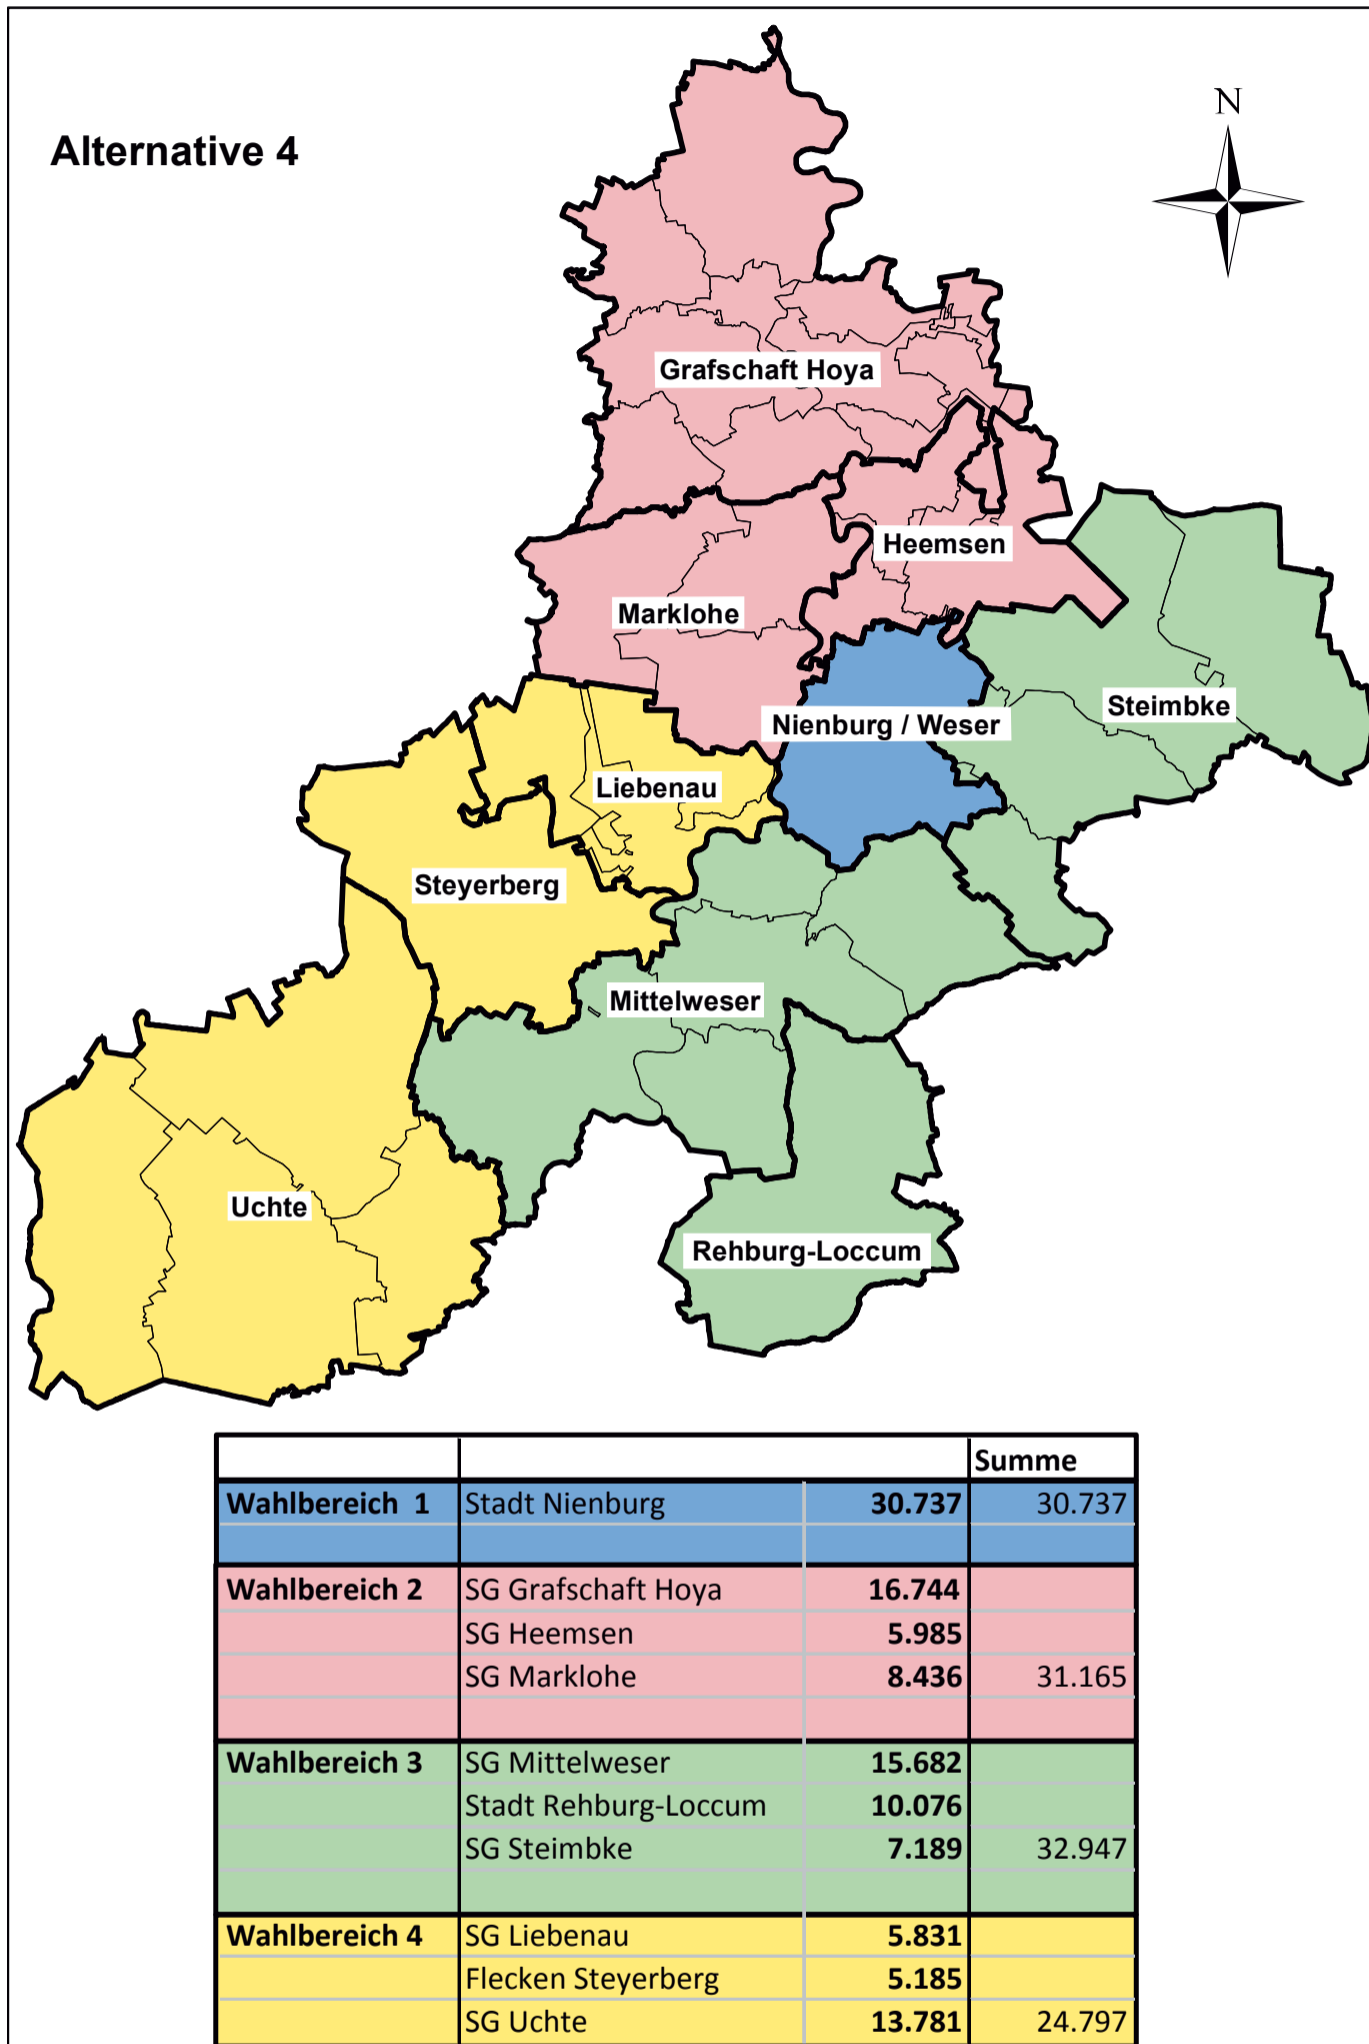 N
Alternative 4
Grafschaft Hoya
Heemsen
Marklohe
Steimbke
Nienburg / Weser
Liebenau
Steyerberg
Mittelweser
Uchte
Rehburg-Loccum
Summe
Wahlbereich 1 Stadt Nienburg 30.737 30.737
Wahlbereich 2 SG Grafschaft Hoya 16.744
SG Heemsen 5.985
SG Marklohe 8.436 31.165
Wahlbereich 3 SG Mittelweser 15.682
Stadt Rehburg-Loccum 10.076
SG Steimbke 7.189 32.947
Wahlbereich 4 SG Liebenau 5.831
Flecken Steyerberg 5.185
SG Uchte 13.781 24.797